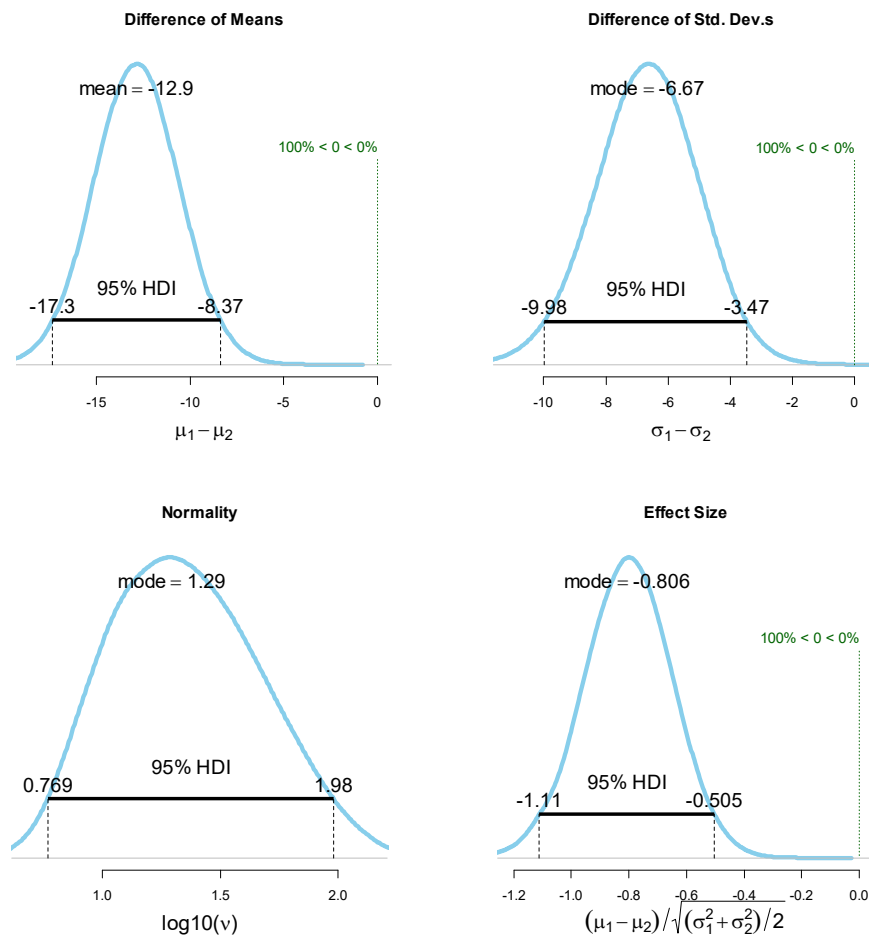 Difference of Means
mean = -12.9
100% < 0 < 0%
95% HDI
-17.3
-8.37
-15
-10
-5
0
μ1 − μ2
Difference of Std. Dev.s
mode = -6.67
100% < 0 < 0%
95% HDI
-9.98
-3.47
-10
-8
-6
-4
-2
0
σ1 − σ2
Normality
mode = 1.29
95% HDI
0.769
1.98
1.0
1.5
2.0
log10(ν)
Effect Size
mode = -0.806
100% < 0 < 0%
95% HDI
-1.11
-0.505
-1.2
-1.0
-0.8
-0.6
-0.4
-0.2
0.0
(μ1 − μ2)/√(σ1² + σ2²)/2